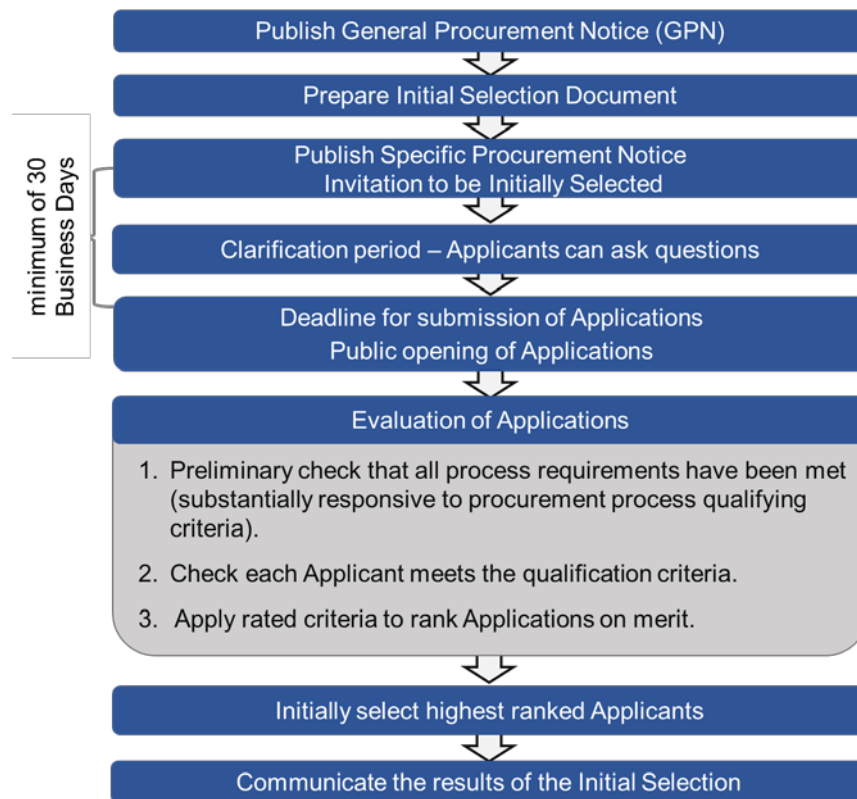 Publish General Procurement Notice (GPN)
Prepare Initial Selection Document
minimum of 30
Business Days
Publish Specific Procurement Notice
Invitation to be Initially Selected
Clarification period – Applicants can ask questions
Deadline for submission of Applications
Public opening of Applications
Evaluation of Applications
1. Preliminary check that all process requirements have been met
(substantially responsive to procurement process qualifying
criteria).
2. Check each Applicant meets the qualification criteria.
3. Apply rated criteria to rank Applications on merit.
Initially select highest ranked Applicants
Communicate the results of the Initial Selection